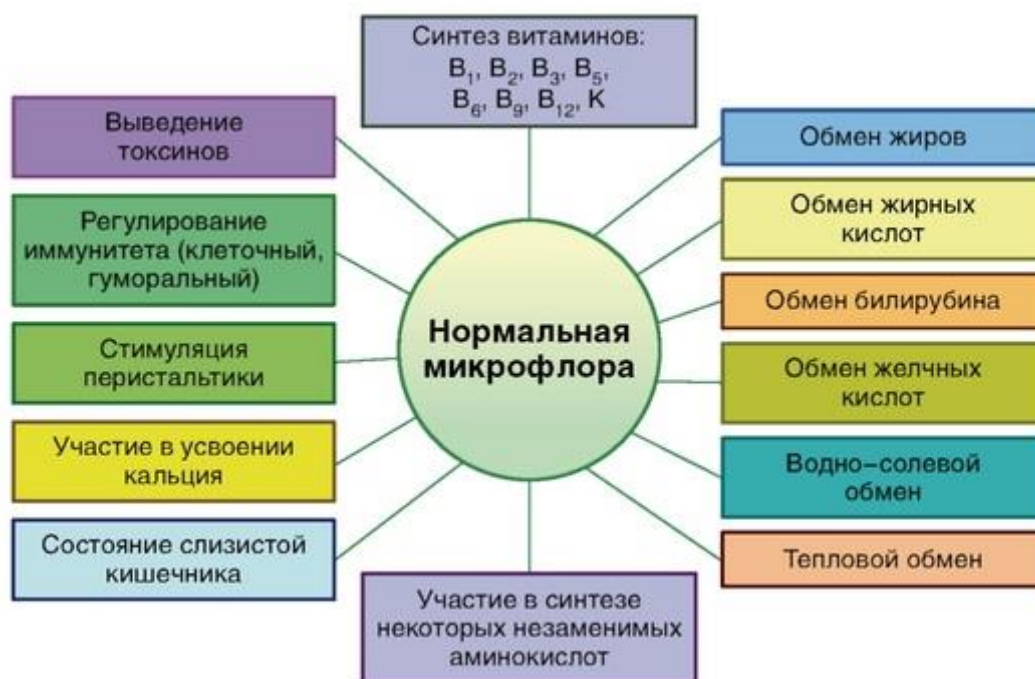 Синтез витаминов:
B₁, B₂, B₃, B₅,
B₆, B₉, B₁₂, K
Выведение
токсинов
Регулирование
иммунитета (клеточный,
гуморальный)
Стимуляция
перистальтики
Участие в усвоении
кальция
Состояние слизистой
кишечника
Нормальная
микрофлора
Обмен жиров
Обмен жирных
кислот
Обмен билирубина
Обмен желчных
кислот
Водно–солевой
обмен
Тепловой обмен
Участие в синтезе
некоторых незаменимых
аминокислот